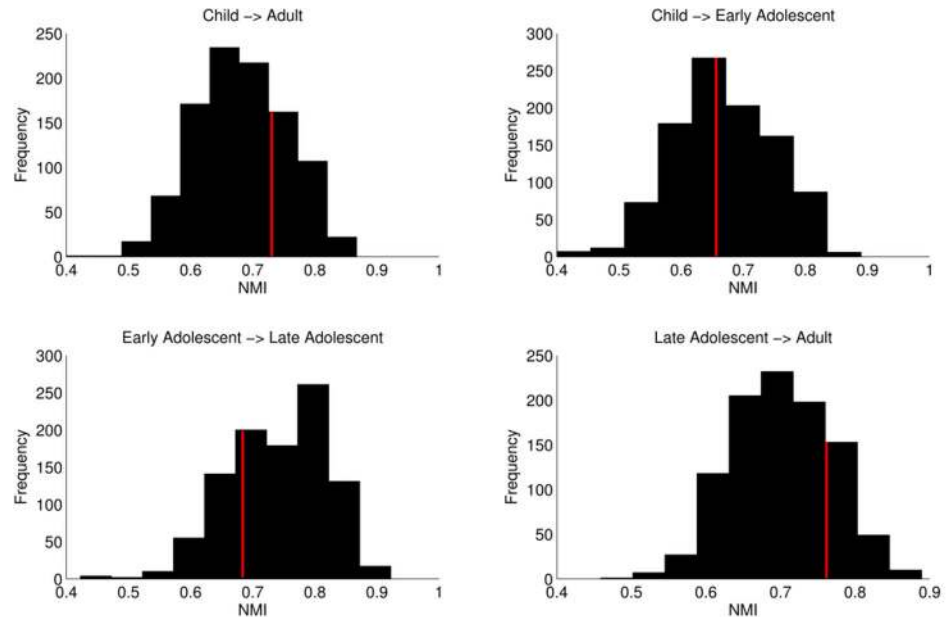 Child −> Adult
250
200
150
100
50
0
Frequency
0.4 0.5 0.6 0.7 0.8 0.9 1
NMI
Child −> Early Adolescent
300
250
200
150
100
50
0
Frequency
0.4 0.5 0.6 0.7 0.8 0.9 1
NMI
Early Adolescent −> Late Adolescent
300
250
200
150
100
50
0
Frequency
0.4 0.5 0.6 0.7 0.8 0.9 1
NMI
Late Adolescent −> Adult
250
200
150
100
50
0
Frequency
0.4 0.5 0.6 0.7 0.8 0.9
NMI